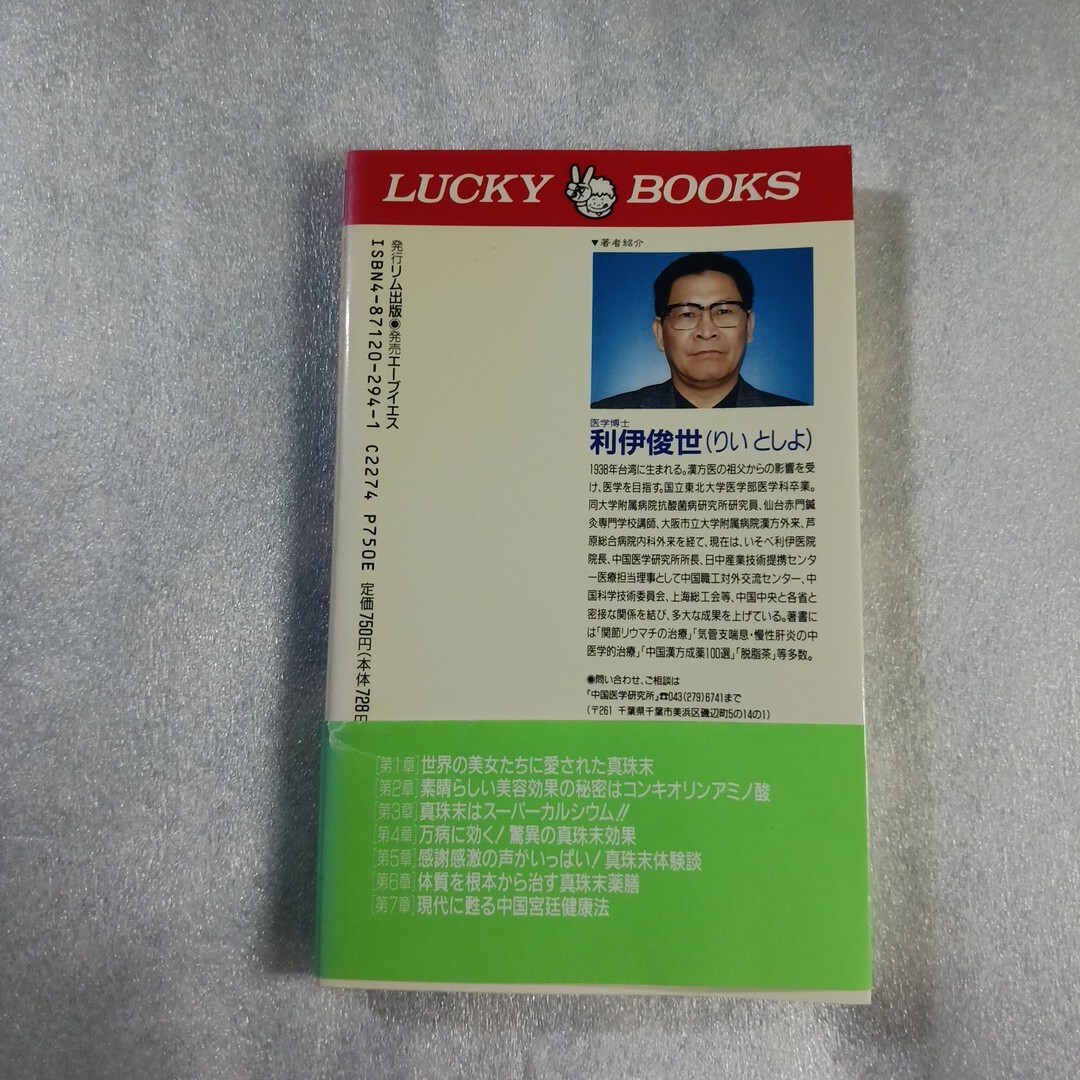 LUCKY BOOKS
▼著者紹介
医学博士
利伊俊世(りい としよ)
1938年台湾に生まれる。漢方医の祖父からの影響を受
け、医学を目指す。国立東北大学医学部医学科卒業。
同大学附属病院抗酸菌病研究所研究員、仙台赤門鍼
灸専門学校講師、大阪市立大学附属病院漢方外来、芦
原総合病院内科外来を経て、現在は、いそべ利伊医院
院長、中国医学研究所所長、日中産業技術提携センタ
ー医療担当理事として中国職工対外交流センター、中
国科学技術委員会、上海総工会等、中国中央と各省と
密接な関係を結び、多大な成果を上げている。著書に
は「関節リウマチの治療」「気管支喘息・慢性肝炎の中
医学的治療」「中国漢方成薬100選」「脱脂茶」等多数。
●問い合わせ、ご相談は
「中国医学研究所」☎043(279)6741まで
(〒261 千葉県千葉市美浜区磯辺町5の14の1)
発行リム出版●発売エーブイエス
ISBN4-87120-294-1 C2274 P750E 定価750円(本体728円
[第1章]世界の美女たちに愛された真珠末
[第2章]素晴らしい美容効果の秘密はコンキオリンアミノ酸
[第3章]真珠末はスーパーカルシウム!!
[第4章]万病に効く!驚異の真珠末効果
[第5章]感謝感激の声がいっぱい!真珠末体験談
[第6章]体質を根本から治す真珠末薬膳
[第7章]現代に甦る中国宮廷健康法